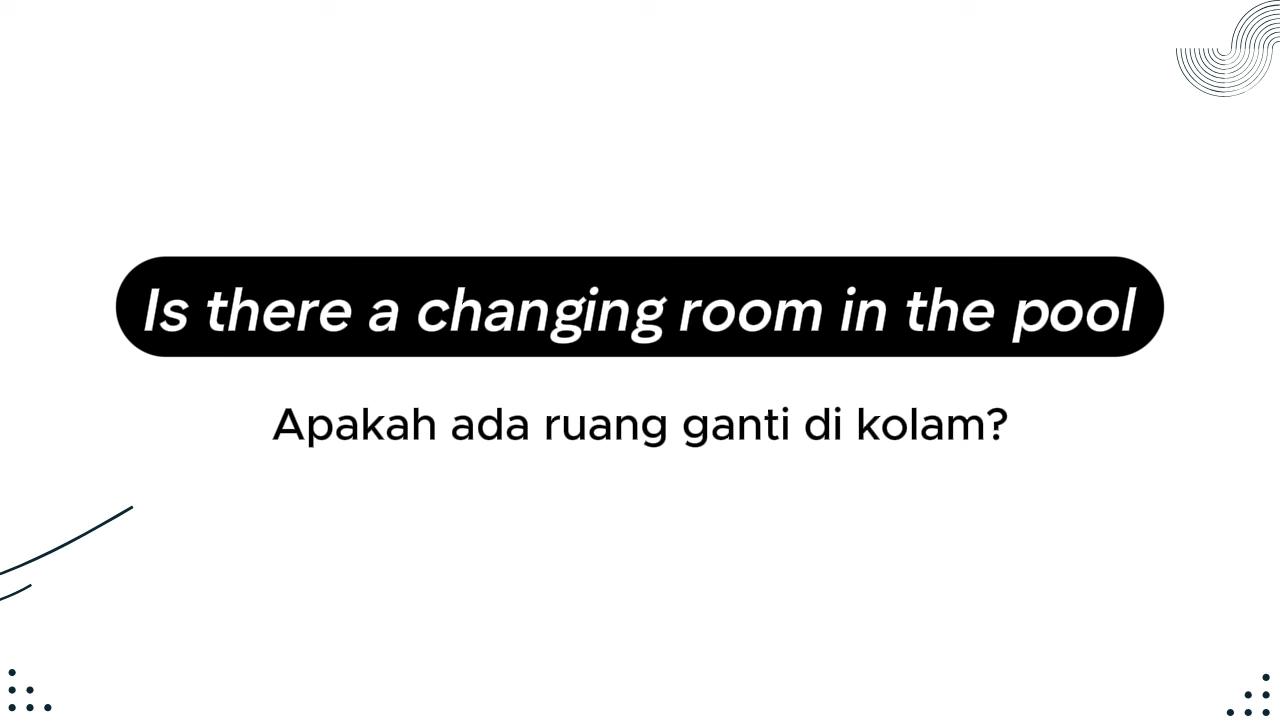 Is there a changing room in the pool
Apakah ada ruang ganti di kolam?